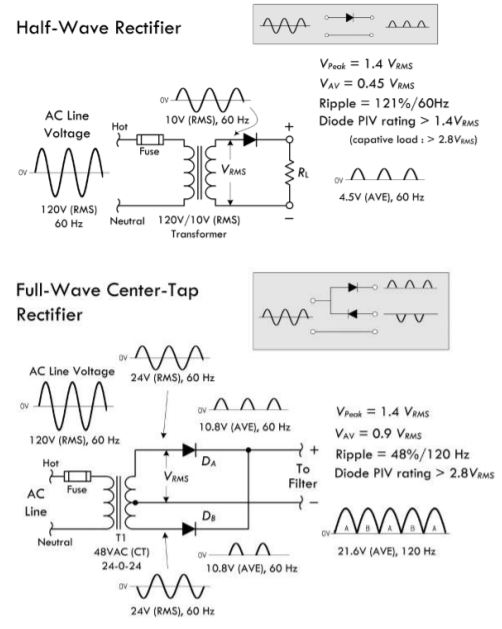 Half-Wave Rectifier
VPeak = 1.4 VRMS
VAV = 0.45 VRMS
Ripple = 121%/60Hz
Diode PIV rating > 1.4VRMS
(capative load : > 2.8VRMS)
0V
10V (RMS), 60 Hz
AC Line
Voltage
Hot
Fuse
+
0V
VRMS
RL
0V
4.5V (AVE), 60 Hz
120V (RMS)
60 Hz
Neutral
120V/10V (RMS)
Transformer
–
Full-Wave Center-Tap
Rectifier
0V
AC Line Voltage
24V (RMS), 60 Hz
0V
0V
10.8V (AVE), 60 Hz
120V (RMS), 60 Hz
VPeak = 1.4 VRMS
VAV = 0.9 VRMS
Ripple = 48%/120 Hz
Diode PIV rating > 2.8VRMS
Hot
Fuse
AC
Line
Neutral
DA
VRMS
DB
+
To
Filter
–
T1
48VAC (CT)
24-0-24
0V
10.8V (AVE), 60 Hz
0V
A B A B A
21.6V (AVE), 120 Hz
0V
24V (RMS), 60 Hz